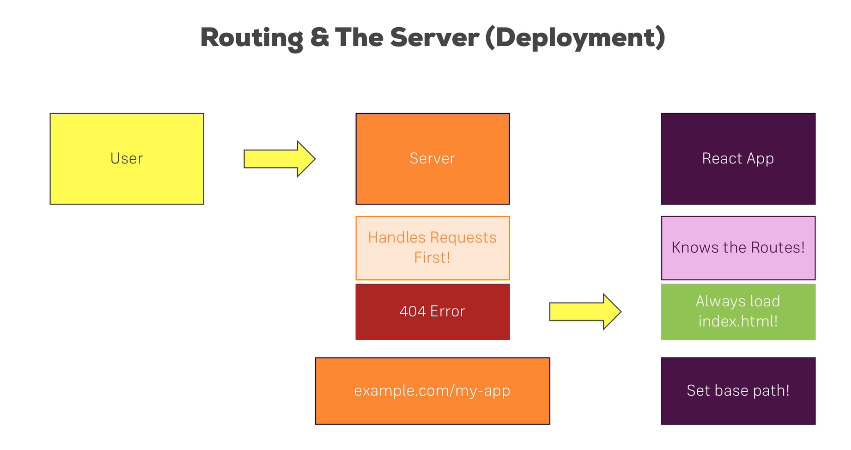 Routing & The Server (Deployment)
User
Server
React App
Handles Requests
First!
Knows the Routes!
404 Error
Always load
index.html!
example.com/my-app
Set base path!